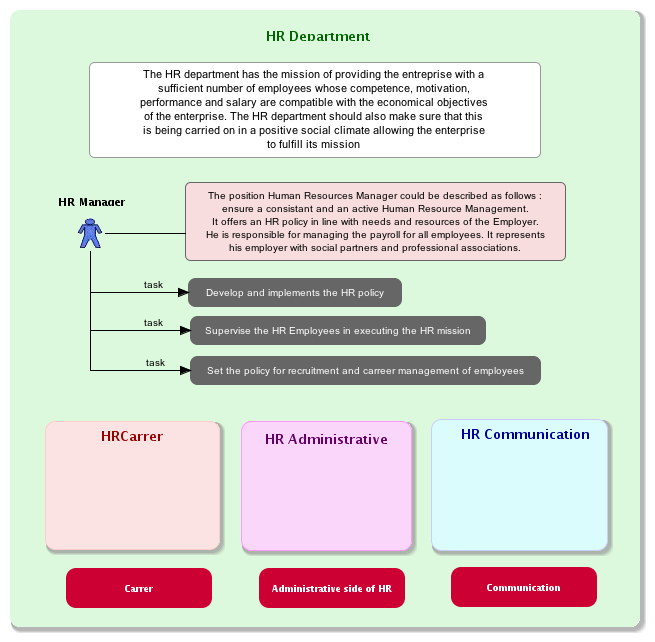 HR Department
The HR department has the mission of providing the entreprise with a
sufficient number of employees whose competence, motivation,
performance and salary are compatible with the economical objectives
of the enterprise. The HR department should also make sure that this
is being carried on in a positive social climate allowing the enterprise
to fulfill its mission
HR Manager
The position Human Resources Manager could be described as follows :
ensure a consistant and an active Human Resource Management.
It offers an HR policy in line with needs and resources of the Employer.
He is responsible for managing the payroll for all employees. It represents
his employer with social partners and professional associations.
task
Develop and implements the HR policy
task
Supervise the HR Employees in executing the HR mission
task
Set the policy for recruitment and carreer management of employees
HRCarrer
HR Administrative
HR Communication
Carrer
Administrative side of HR
Communication